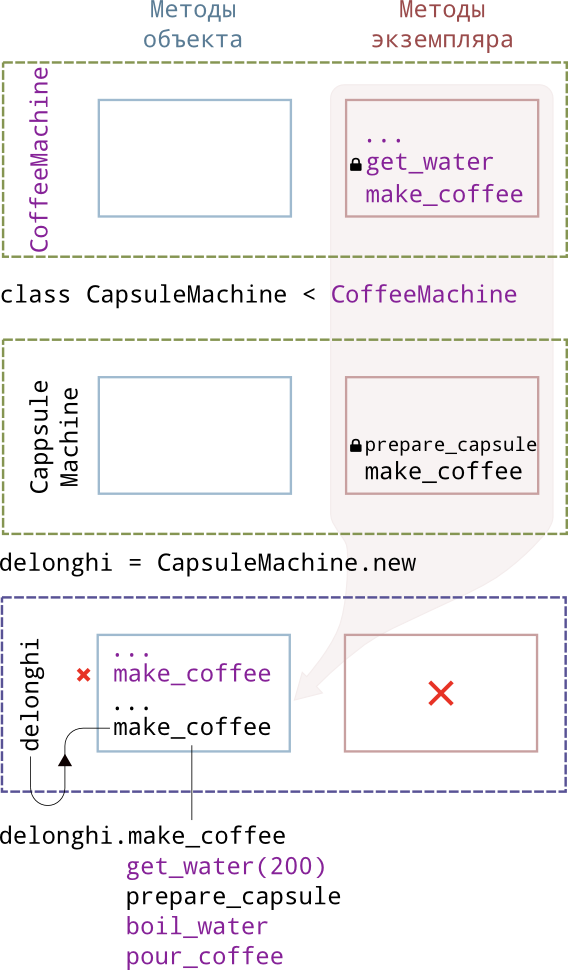 Методы
объекта
Методы
экземпляра
CoffeeMachine
...
get_water
make_coffee
class CapsuleMachine < CoffeeMachine
Cappsule
Machine
prepare_capsule
make_coffee
delonghi = CapsuleMachine.new
delonghi
...
make_coffee
...
make_coffee
delonghi.make_coffee
get_water(200)
prepare_capsule
boil_water
pour_coffee